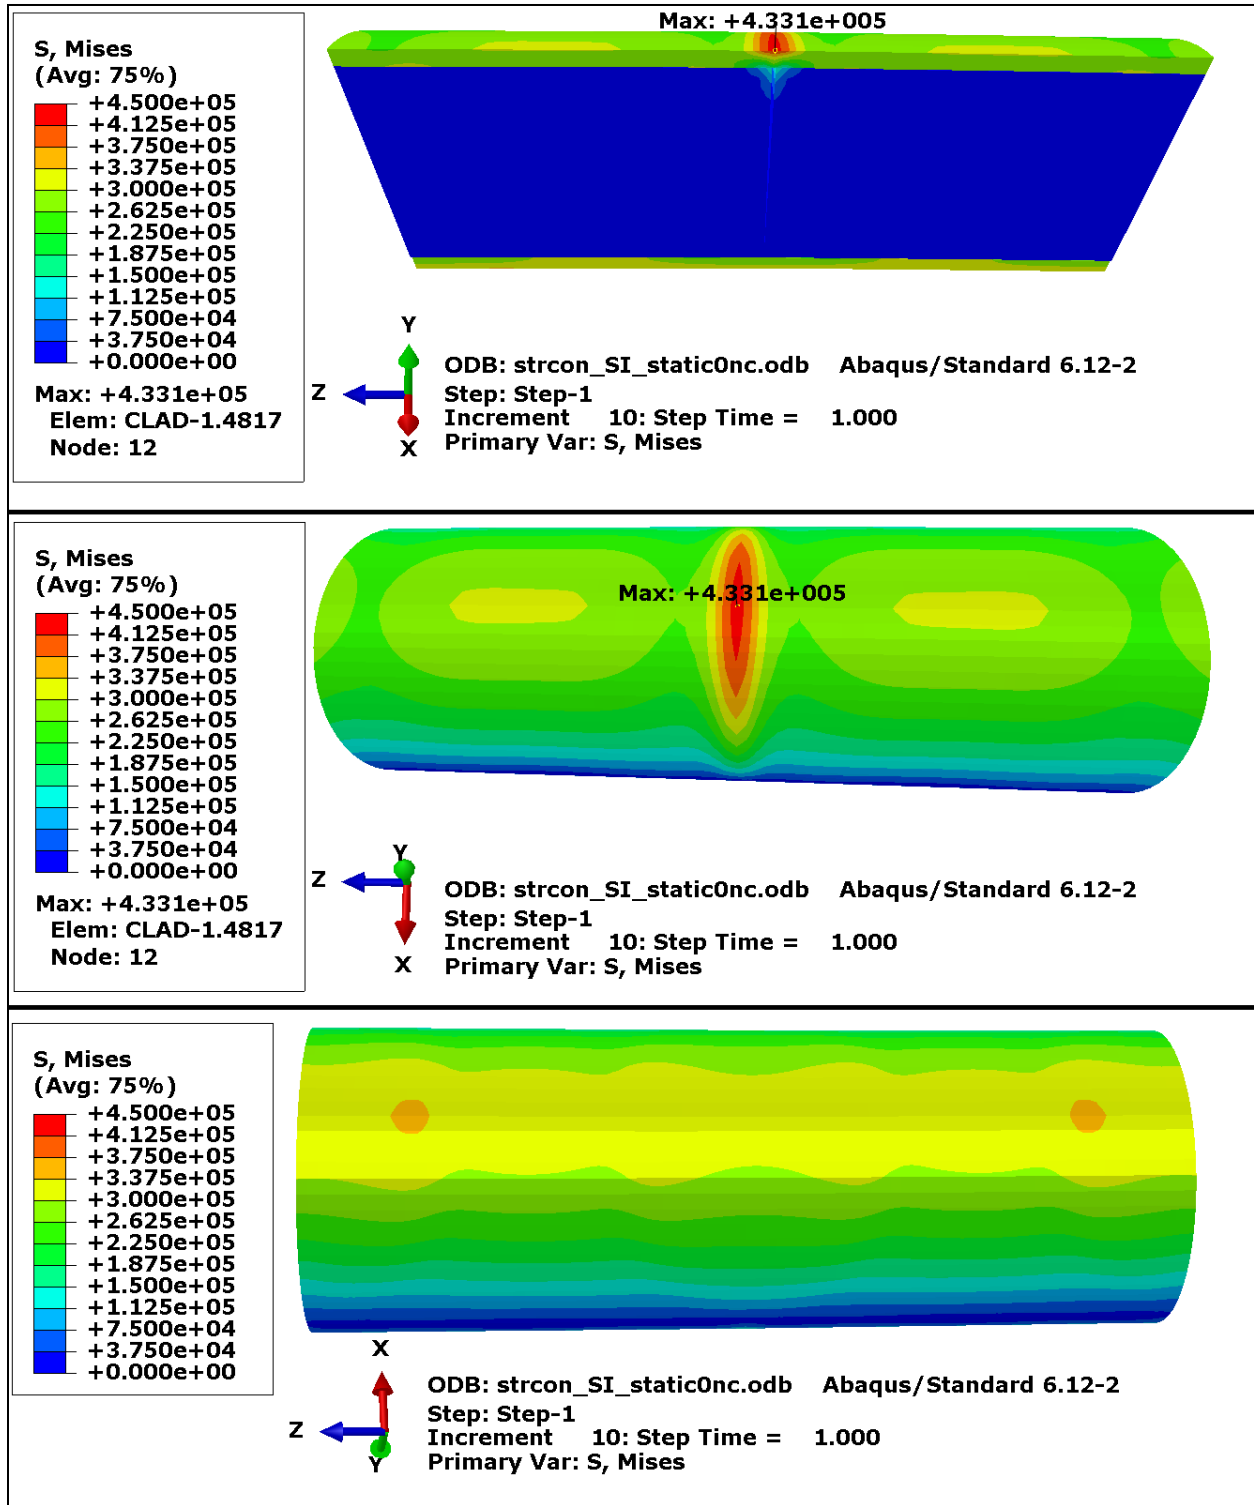 Max: +4.331e+005
S, Mises
(Avg: 75%)
+4.500e+05
+4.125e+05
+3.750e+05
+3.375e+05
+3.000e+05
+2.625e+05
+2.250e+05
+1.875e+05
+1.500e+05
+1.125e+05
+7.500e+04
+3.750e+04
+0.000e+00
Max: +4.331e+05
Elem: CLAD-1.4817
Node: 12
Y
Z
X
ODB: strcon_SI_static0nc.odb Abaqus/Standard 6.12-2
Step: Step-1
Increment 10: Step Time = 1.000
Primary Var: S, Mises
S, Mises
(Avg: 75%)
+4.500e+05
+4.125e+05
+3.750e+05
+3.375e+05
+3.000e+05
+2.625e+05
+2.250e+05
+1.875e+05
+1.500e+05
+1.125e+05
+7.500e+04
+3.750e+04
+0.000e+00
Max: +4.331e+05
Elem: CLAD-1.4817
Node: 12
Max: +4.331e+005
Y
Z
X
ODB: strcon_SI_static0nc.odb Abaqus/Standard 6.12-2
Step: Step-1
Increment 10: Step Time = 1.000
Primary Var: S, Mises
S, Mises
(Avg: 75%)
+4.500e+05
+4.125e+05
+3.750e+05
+3.375e+05
+3.000e+05
+2.625e+05
+2.250e+05
+1.875e+05
+1.500e+05
+1.125e+05
+7.500e+04
+3.750e+04
+0.000e+00
X
Z
Y
ODB: strcon_SI_static0nc.odb Abaqus/Standard 6.12-2
Step: Step-1
Increment 10: Step Time = 1.000
Primary Var: S, Mises